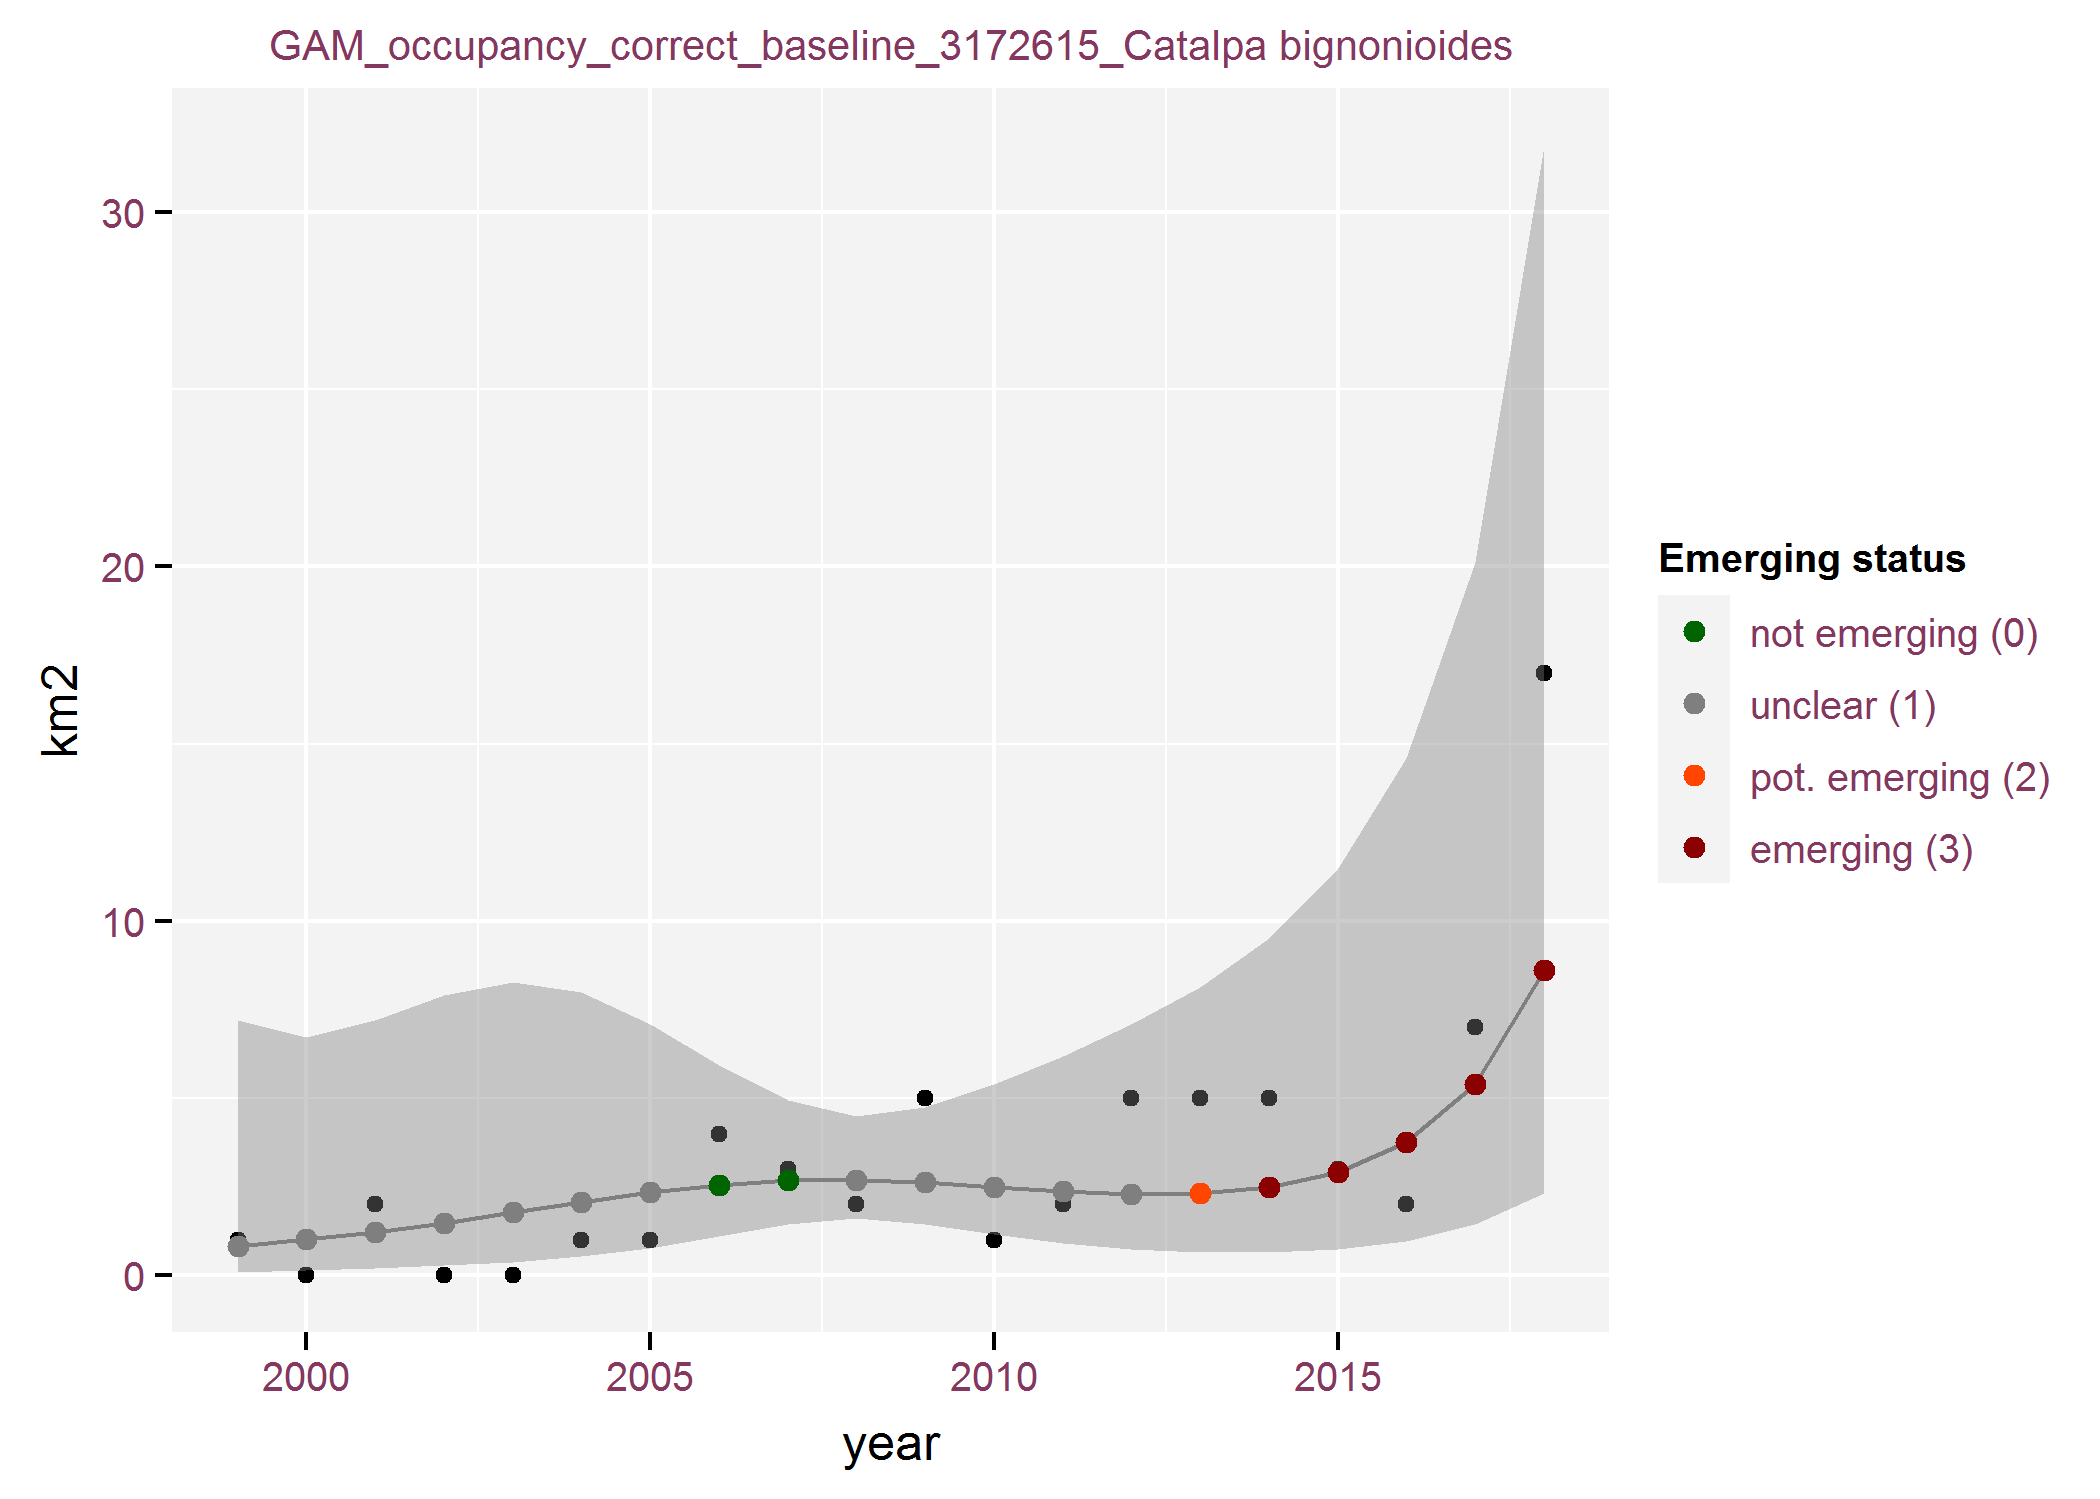 GAM_occupancy_correct_baseline_3172615_Catalpa bignonioides
30
20
10
0
km2
2000 2005 2010 2015
year
Emerging status
not emerging (0)
unclear (1)
pot. emerging (2)
emerging (3)